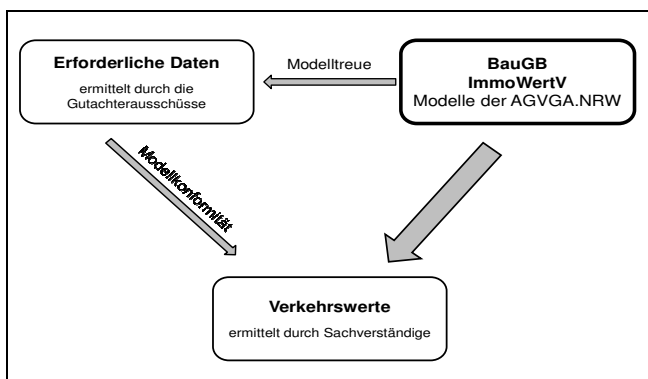 Erforderliche Daten
ermittelt durch die
Gutachterausschüsse
Modelltreue
BauGB
ImmoWertV
Modelle der AGVGA.NRW
Modellkonformität
Verkehrswerte
ermittelt durch Sachverständige